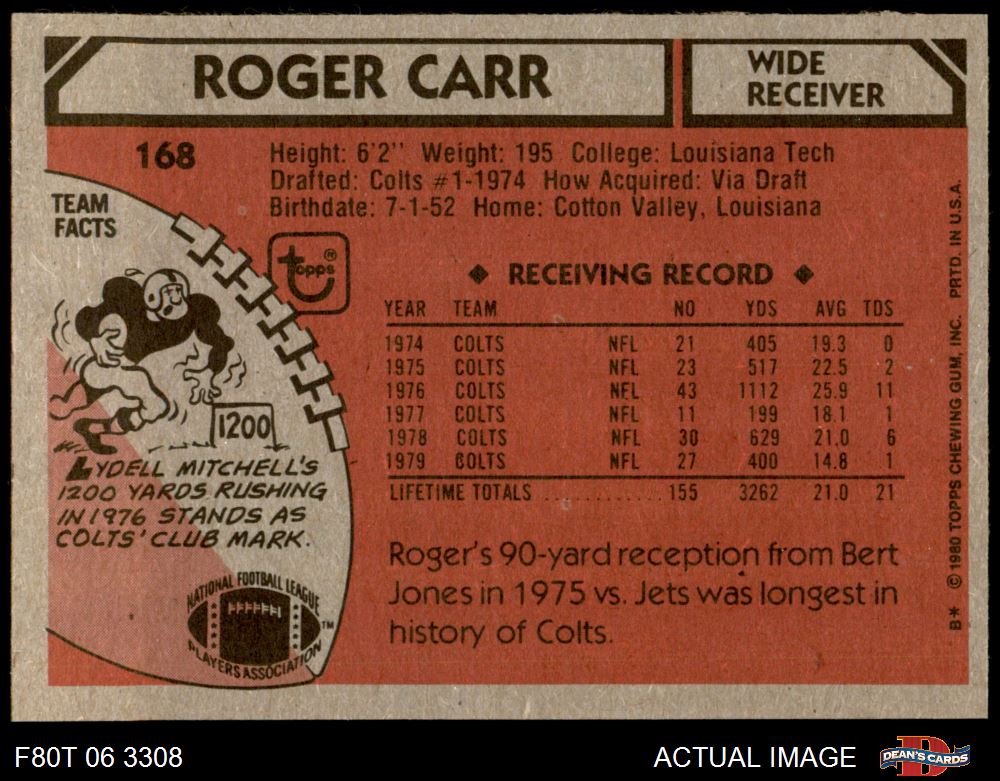 ROGER CARR
WIDE
RECEIVER
168
Height: 6'2" Weight: 195 College: Louisiana Tech
Drafted: Colts #1-1974 How Acquired: Via Draft
Birthdate: 7-1-52 Home: Cotton Valley, Louisiana
TEAM
FACTS
topps®
1200
LYDELL MITCHELL'S
1200 YARDS RUSHING
IN 1976 STANDS AS
COLTS' CLUB MARK.
NATIONAL FOOTBALL LEAGUE
PLAYERS ASSOCIATION
TM
◆ RECEIVING RECORD ◆
YEAR TEAM NO YDS AVG TDS
1974 COLTS NFL 21 405 19.3 0
1975 COLTS NFL 23 517 22.5 2
1976 COLTS NFL 43 1112 25.9 11
1977 COLTS NFL 11 199 18.1 1
1978 COLTS NFL 30 629 21.0 6
1979 COLTS NFL 27 400 14.8 1
LIFETIME TOTALS ............ 155 3262 21.0 21
Roger's 90-yard reception from Bert
Jones in 1975 vs. Jets was longest in
history of Colts.
B* © 1980 TOPPS CHEWING GUM, INC. PRTD. IN U.S.A.
F80T 06 3308
ACTUAL IMAGE
DEAN'S CARDS